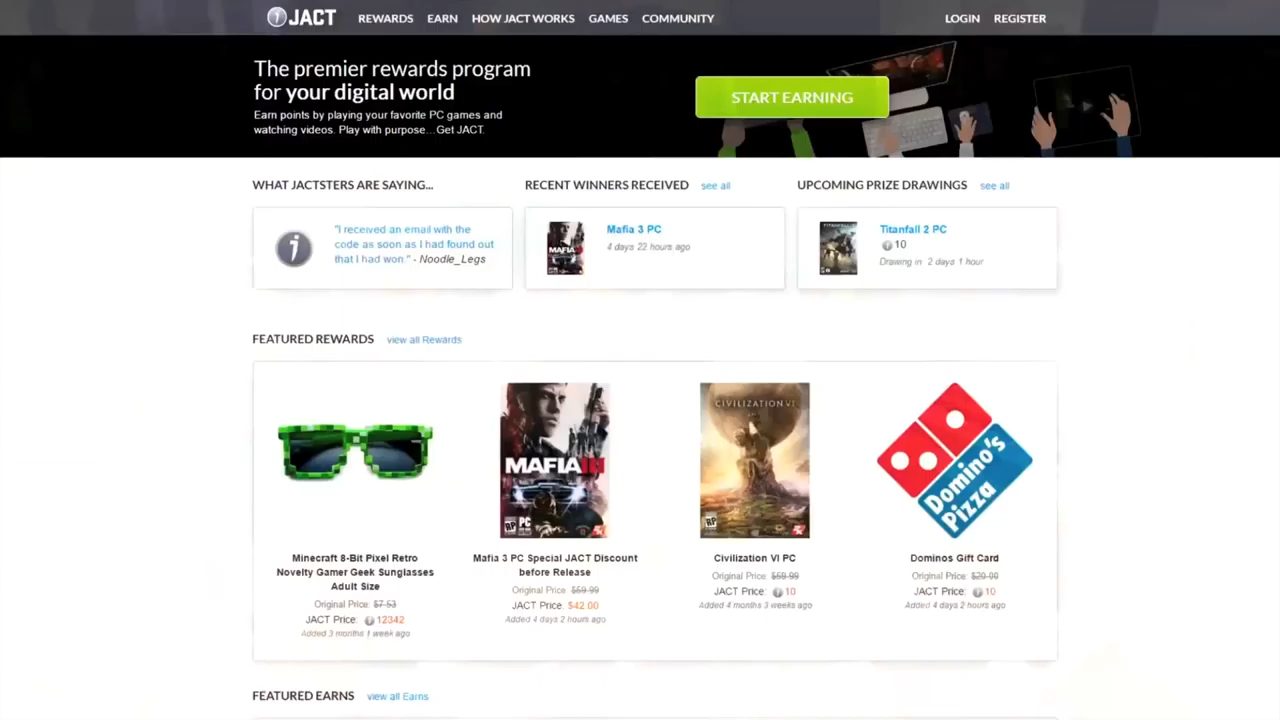 JACT
REWARDS EARN HOW JACT WORKS GAMES COMMUNITY LOGIN REGISTER
The premier rewards program
for your digital world
Earn points by playing your favorite PC games and
watching videos. Play with purpose...Get JACT.
START EARNING
WHAT JACTSTERS ARE SAYING...
"I received an email with the
code as soon as I had found out
that I had won." - Noodle_Legs
RECENT WINNERS RECEIVED see all
MAFIA III
Mafia 3 PC
4 days 22 hours ago
UPCOMING PRIZE DRAWINGS see all
TITANFALL
Titanfall 2 PC
10
Drawing in 2 days 1 hour
FEATURED REWARDS view all Rewards
Minecraft 8-Bit Pixel Retro
Novelty Gamer Geek Sunglasses
Adult Size
Original Price: $7.53
JACT Price: 12342
Added 3 months 1 week ago
MAFIA III
RP PC 2K
Mafia 3 PC Special JACT Discount
before Release
Original Price: $59.99
JACT Price: $42.00
Added 4 days 2 hours ago
CIVILIZATION VI
RP 2K
Civilization VI PC
Original Price: $59.99
JACT Price: 10
Added 4 months 3 weeks ago
Domino's
Pizza
Dominos Gift Card
Original Price: $20.00
JACT Price: 10
Added 4 days 2 hours ago
FEATURED EARNS view all Earns